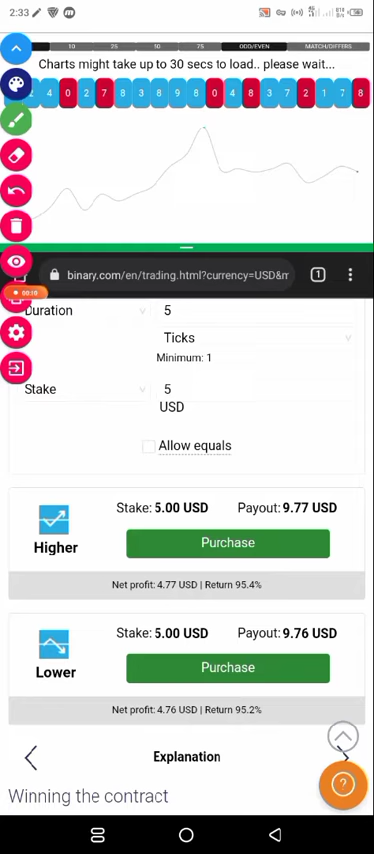 2:33
10 25 50 75 ODD/EVEN MATCH/DIFFERS
Charts might take up to 30 secs to load.. please wait...
4 0 2 7 8 3 8 9 8 0 4 8 3 7 2 1 7 8
binary.com/en/trading.html?currency=USD&m
1
00:10
Duration 5
Ticks
Minimum: 1
Stake 5
USD
Allow equals
Stake: 5.00 USD Payout: 9.77 USD
Higher
Purchase
Net profit: 4.77 USD | Return 95.4%
Stake: 5.00 USD Payout: 9.76 USD
Lower
Purchase
Net profit: 4.76 USD | Return 95.2%
Explanation
Winning the contract